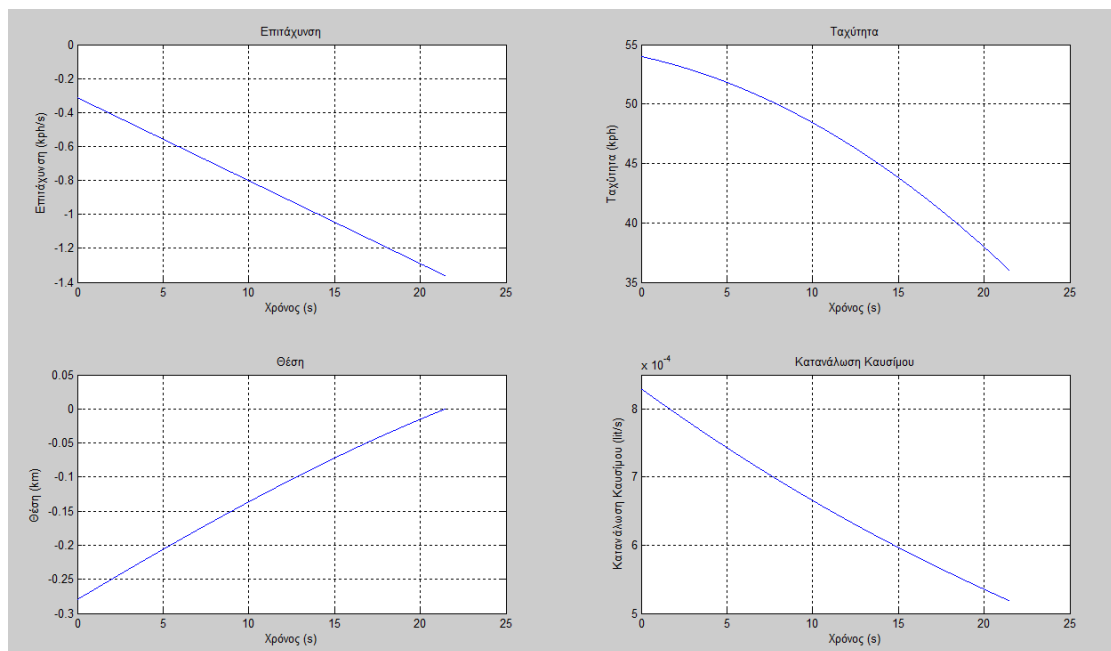 Επιτάχυνση
0
-0.2
-0.4
-0.6
-0.8
-1
-1.2
-1.4
Επιτάχυνση (kph/s)
0 5 10 15 20 25
Χρόνος (s)
Ταχύτητα
55
50
45
40
35
Ταχύτητα (kph)
0 5 10 15 20 25
Χρόνος (s)
Θέση
0.05
0
-0.05
-0.1
-0.15
-0.2
-0.25
-0.3
Θέση (km)
0 5 10 15 20 25
Χρόνος (s)
Κατανάλωση Καυσίμου
x 10⁻⁴
8
7
6
5
Κατανάλωση Καυσίμου (lit/s)
0 5 10 15 20 25
Χρόνος (s)